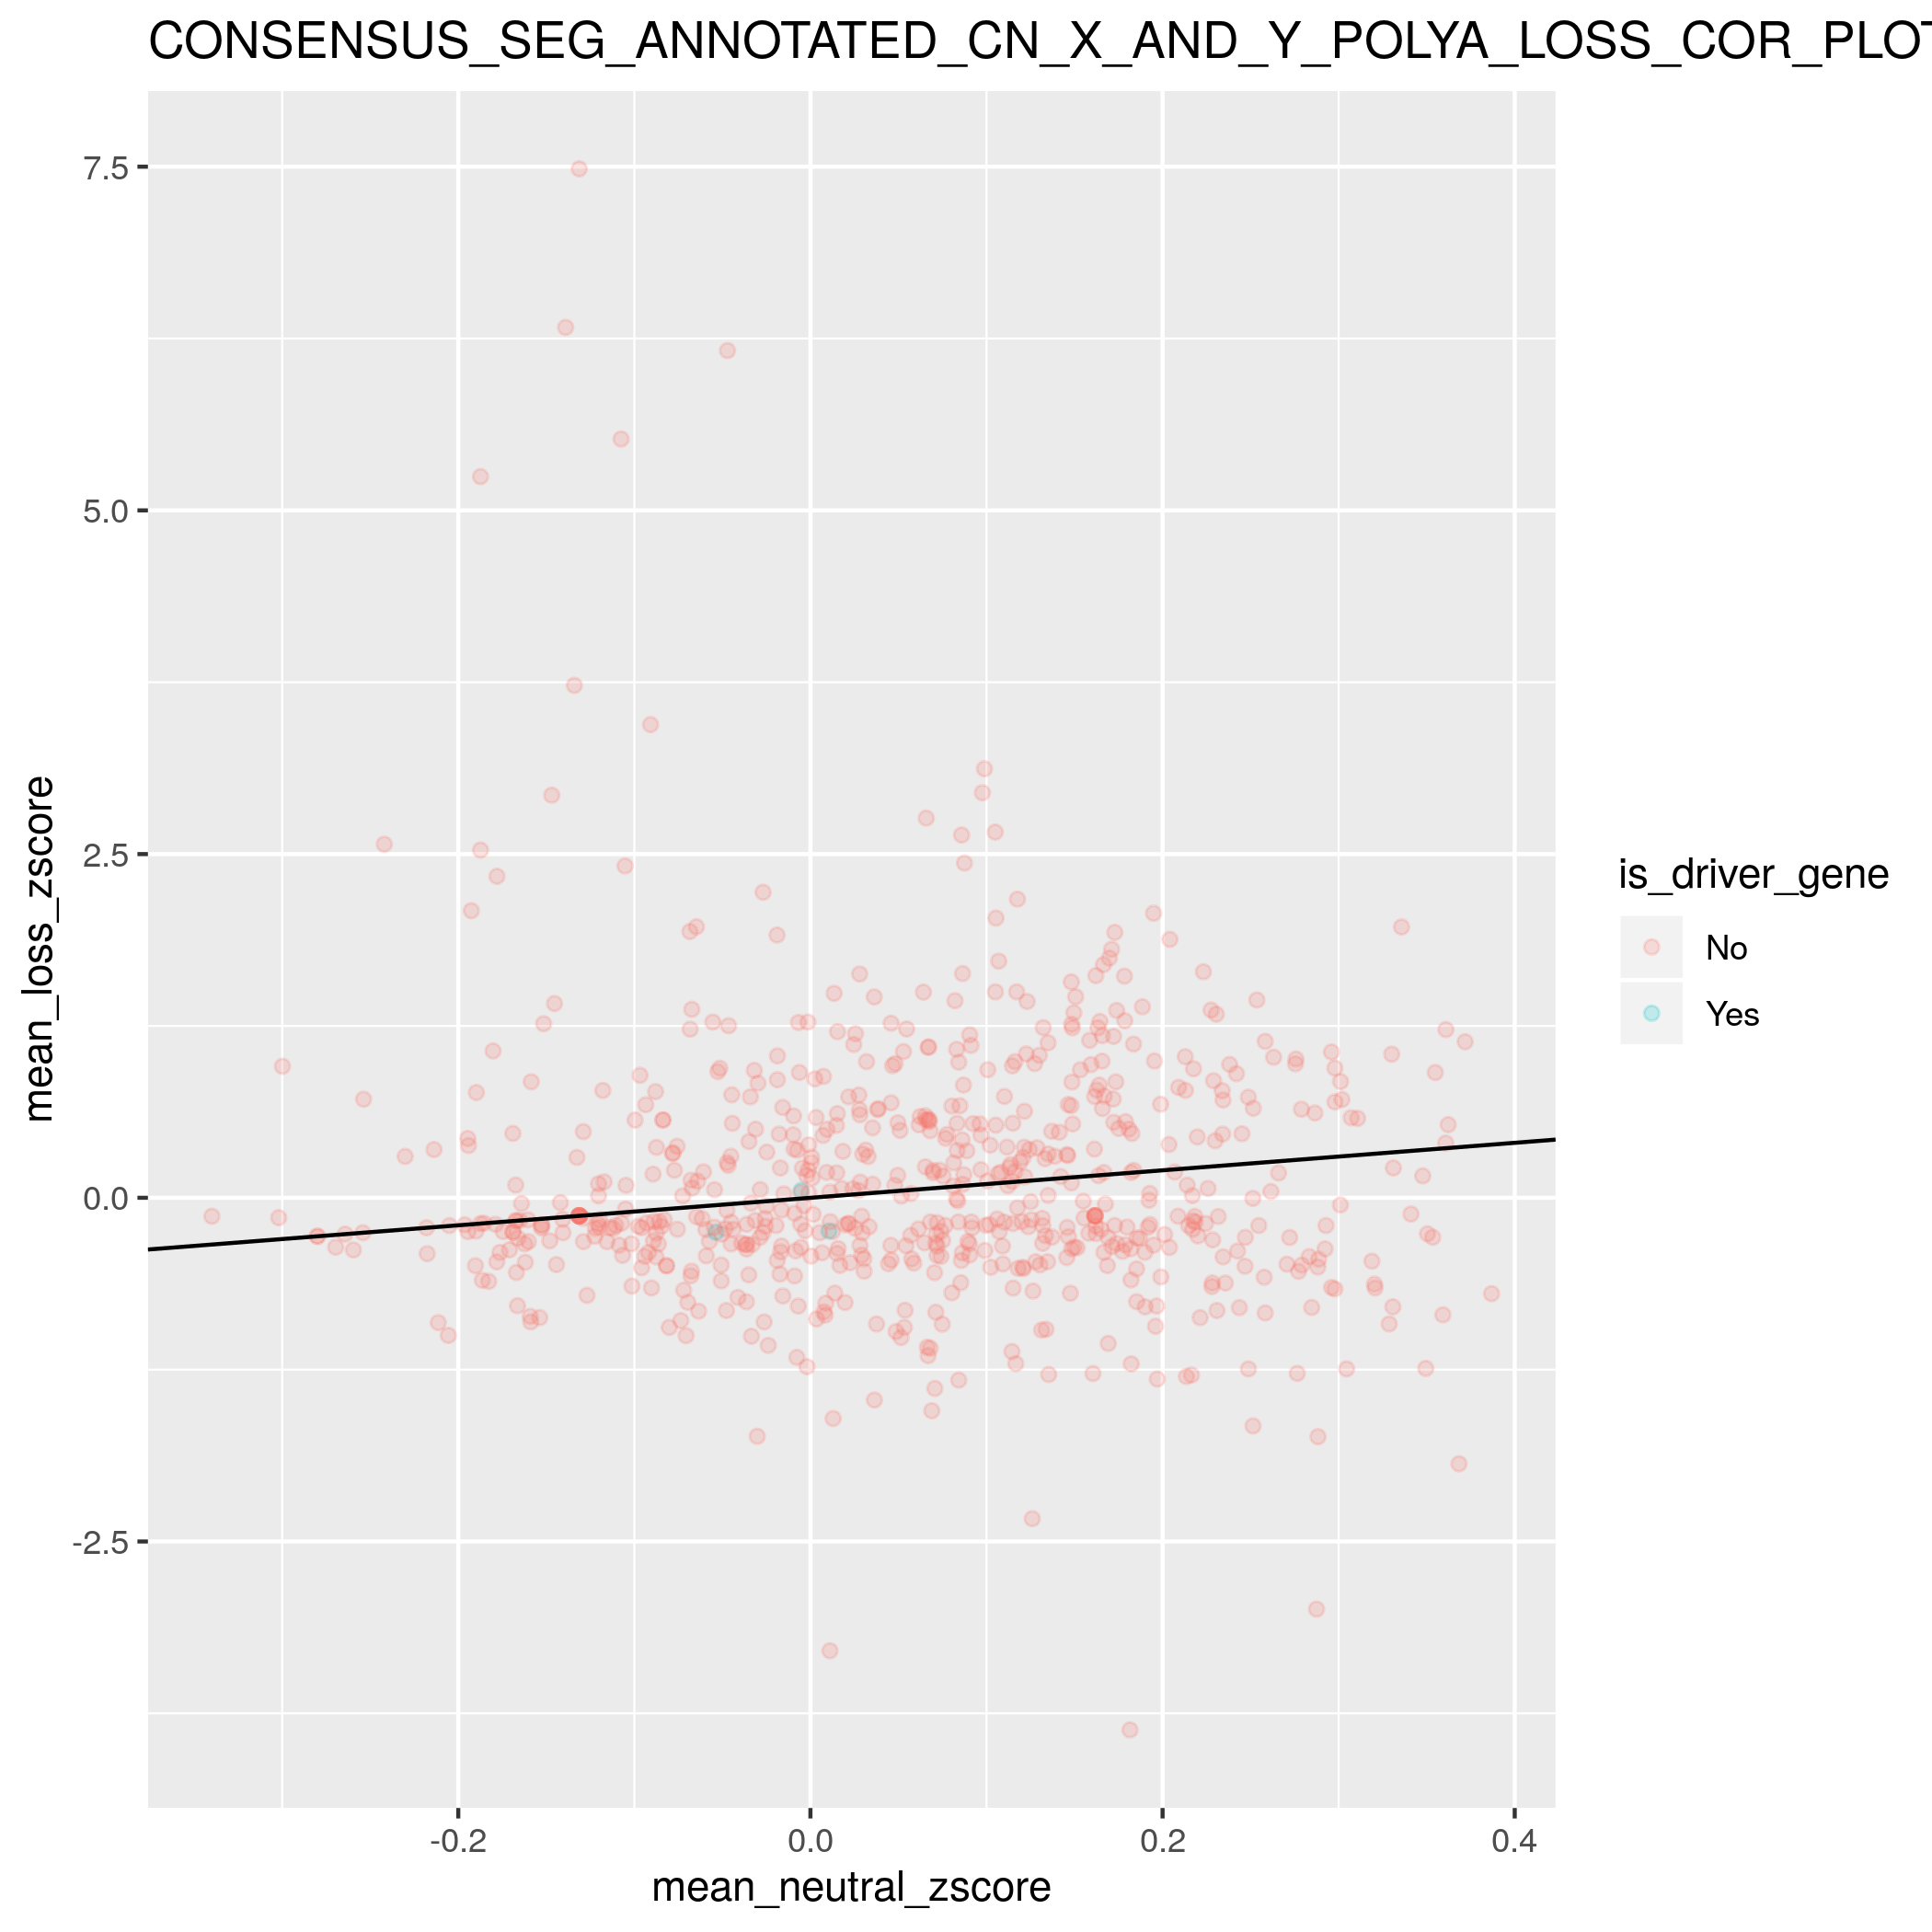 CONSENSUS_SEG_ANNOTATED_CN_X_AND_Y_POLYA_LOSS_COR_PLOT
7.5
5.0
2.5
0.0
-2.5
mean_loss_zscore
-0.2
0.0
0.2
0.4
mean_neutral_zscore
is_driver_gene
No
Yes